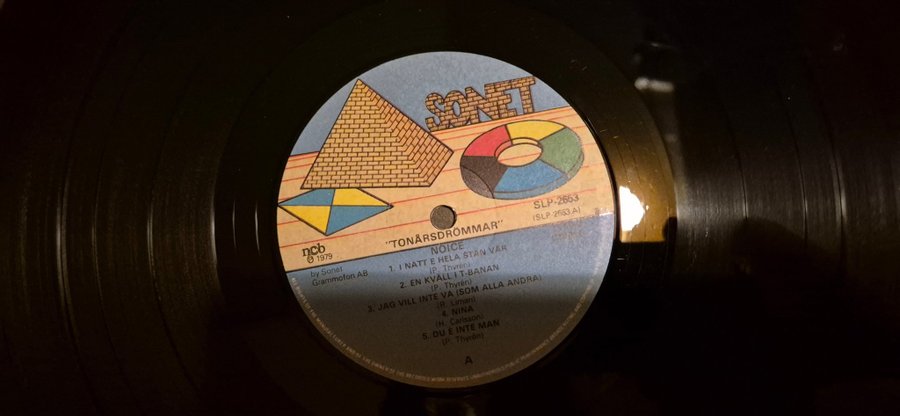 SONET
SLP-2663
(SLP 2663 A)
"TONÅRSDRÖMMAR"
NOICE
ncb
℗ 1979
by Sonet
Grammofon AB
1. I NATT E HELA STAN VÅR
(P. Thyrén)
2. EN KVÄLL I T-BANAN
(P. Thyrén)
3. JAG VILL INTE VA (SOM ALLA ANDRA)
(R. Liman)
4. NINA
(H. Carlsson)
5. DU E INTE MAN
(P. Thyrén)
A